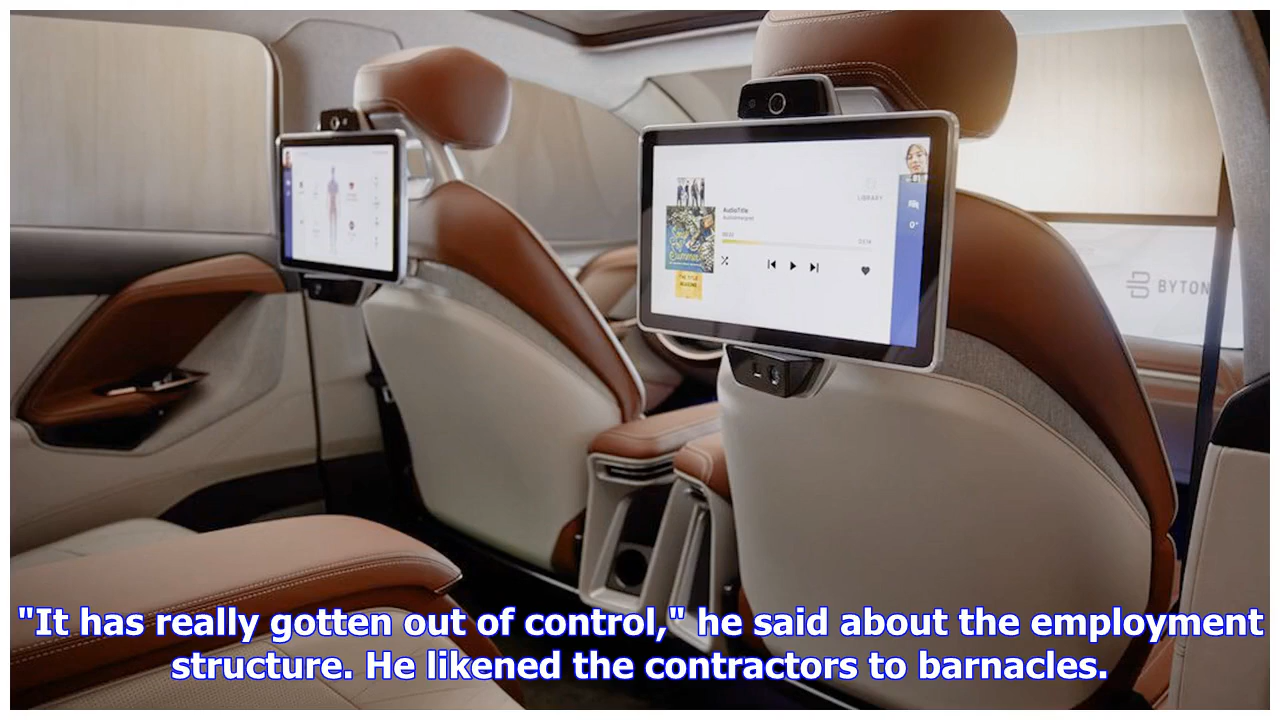 LIBRARY
AudioTitle
BYTON
"It has really gotten out of control," he said about the employment
structure. He likened the contractors to barnacles.